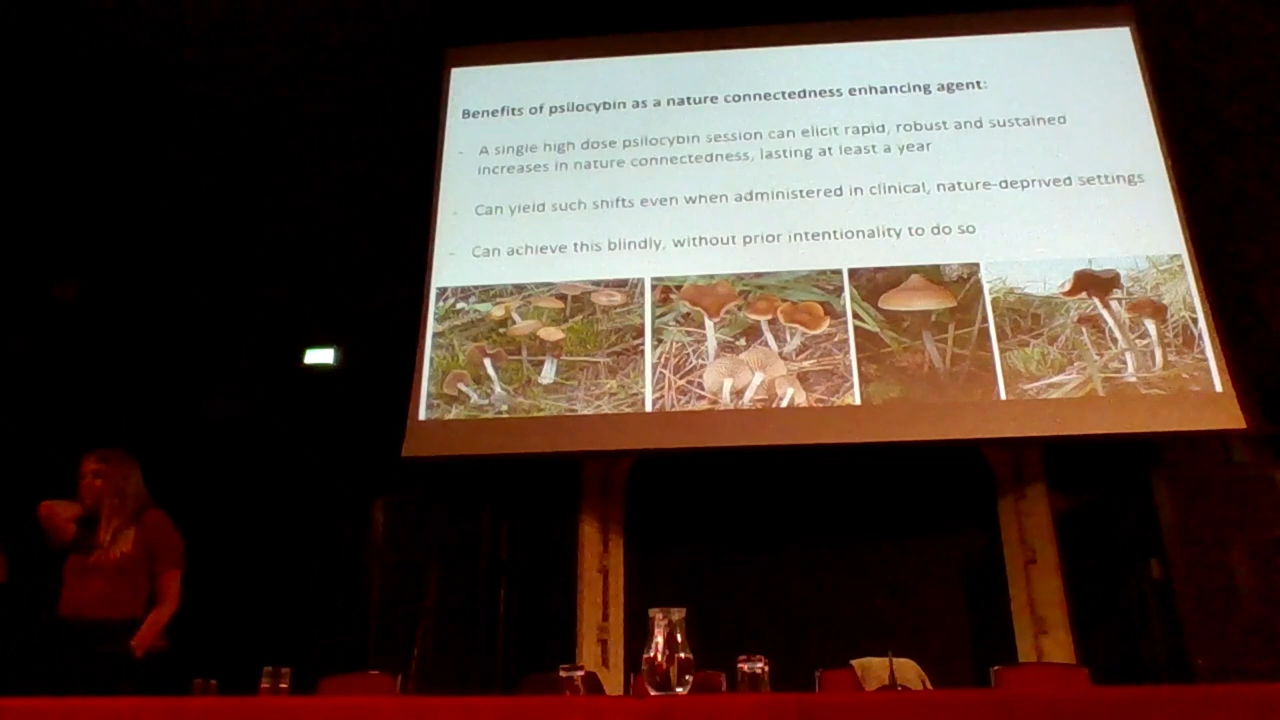 Benefits of psilocybin as a nature connectedness enhancing agent:
- A single high dose psilocybin session can elicit rapid, robust and sustained
increases in nature connectedness, lasting at least a year
- Can yield such shifts even when administered in clinical, nature-deprived settings
- Can achieve this blindly, without prior intentionality to do so